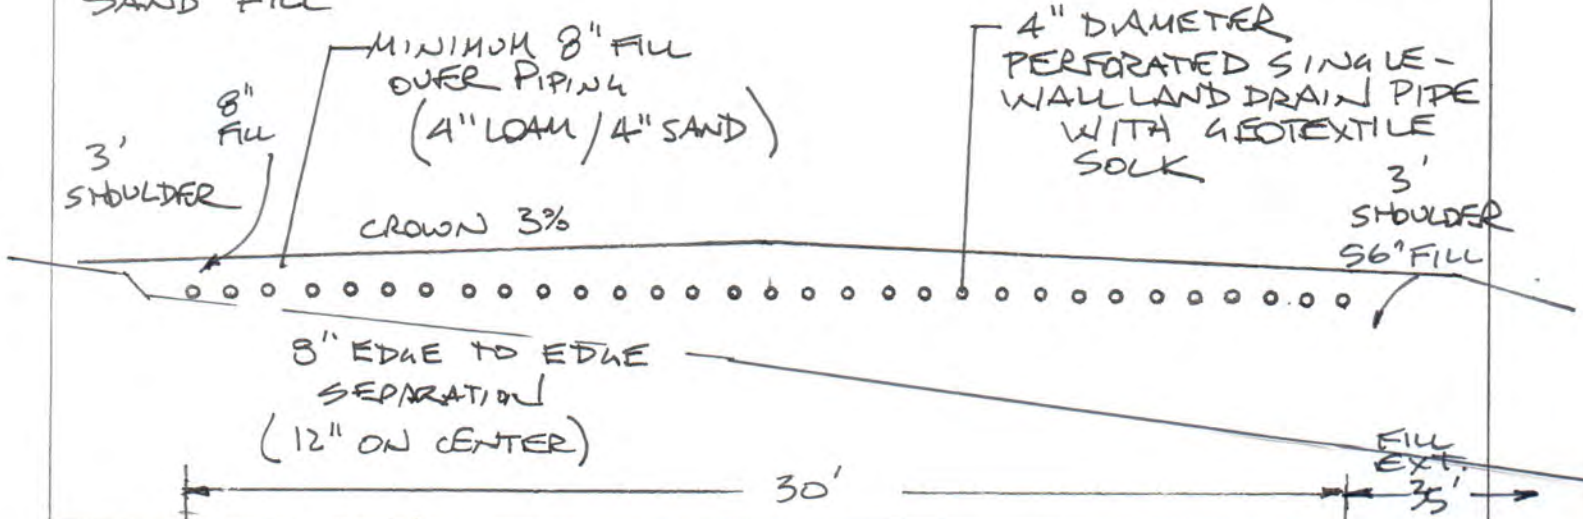 SAND FILL
MINIMUM 8" FILL
OVER PIPING
(4" LOAM / 4" SAND)
8"
FILL
3'
SHOULDER
CROWN 3%
4" DIAMETER
PERFORATED SINGLE-
WALL LAND DRAIN PIPE
WITH GEOTEXTILE
SOCK
3'
SHOULDER
56" FILL
8" EDGE TO EDGE
SEPARATION
(12" ON CENTER)
30'
FILL
EXT.
35'